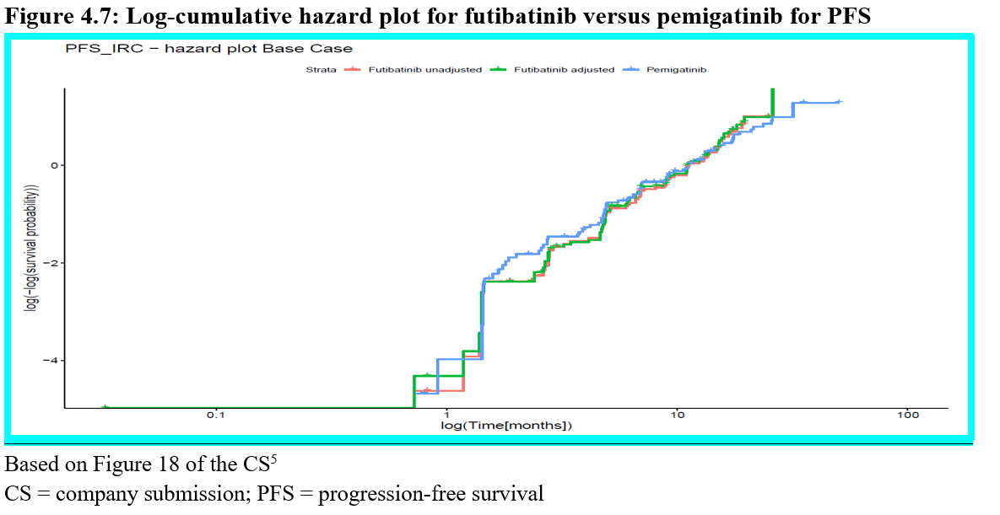 Figure 4.7: Log-cumulative hazard plot for futibatinib versus pemigatinib for PFS
PFS_IRC − hazard plot Base Case
Strata Futibatinib unadjusted Futibatinib adjusted Pemigatinib
log(−log(survival probability))
0
−2
−4
0.1 1 10 100
log(Time[months])
Based on Figure 18 of the CS5
CS = company submission; PFS = progression-free survival